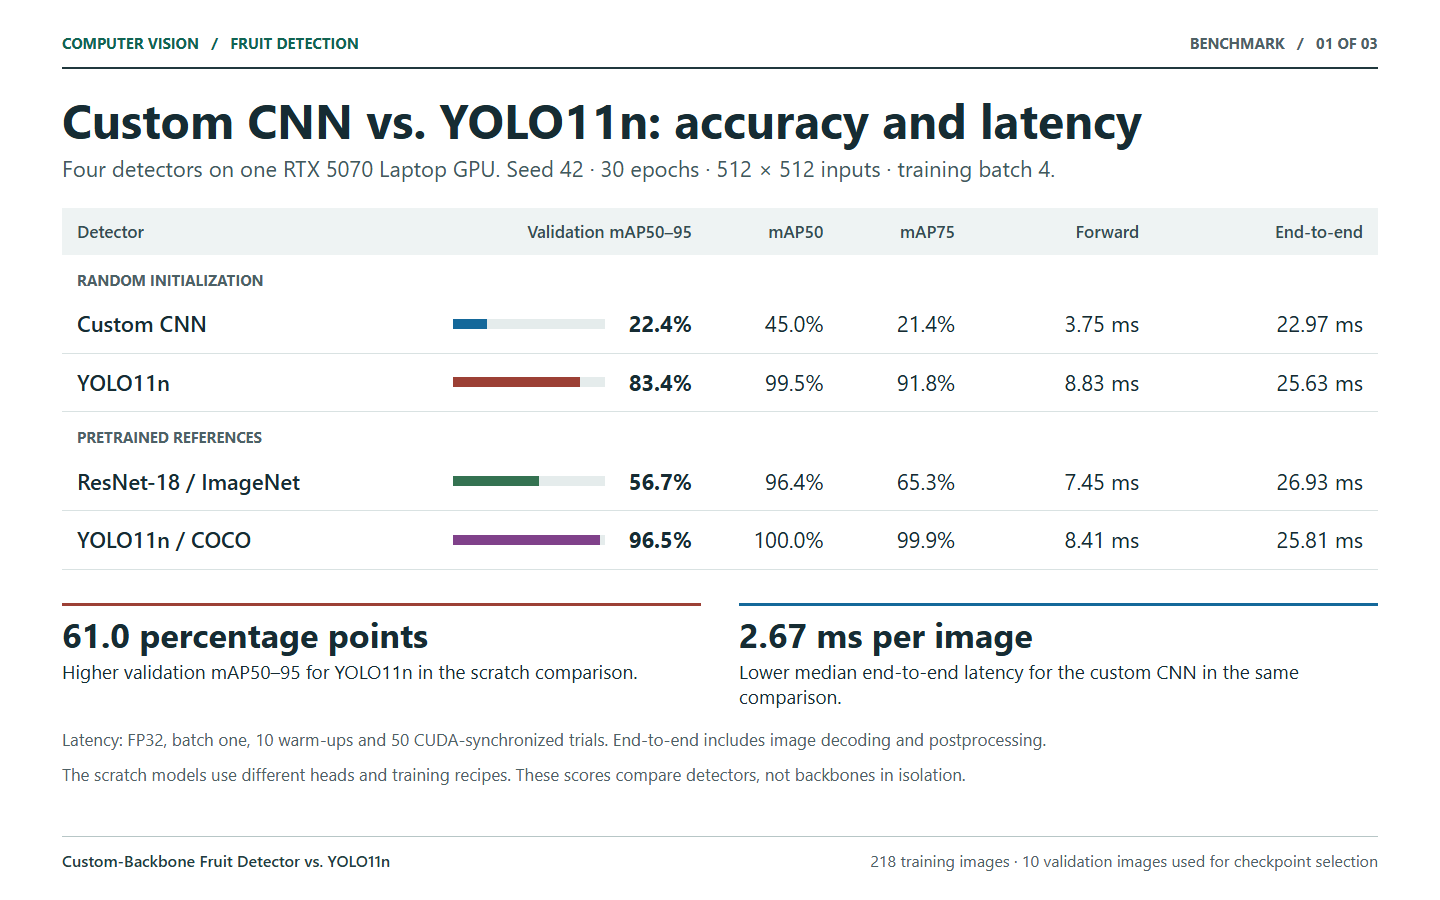 COMPUTER VISION / FRUIT DETECTION BENCHMARK / 01 OF 03
Custom CNN vs. YOLO11n: accuracy and latency
Four detectors on one RTX 5070 Laptop GPU. Seed 42 · 30 epochs · 512 × 512 inputs · training batch 4.
Detector Validation mAP50–95 mAP50 mAP75 Forward End-to-end
RANDOM INITIALIZATION
Custom CNN 22.4% 45.0% 21.4% 3.75 ms 22.97 ms
YOLO11n 83.4% 99.5% 91.8% 8.83 ms 25.63 ms
PRETRAINED REFERENCES
ResNet-18 / ImageNet 56.7% 96.4% 65.3% 7.45 ms 26.93 ms
YOLO11n / COCO 96.5% 100.0% 99.9% 8.41 ms 25.81 ms
61.0 percentage points
Higher validation mAP50–95 for YOLO11n in the scratch comparison.
2.67 ms per image
Lower median end-to-end latency for the custom CNN in the same
comparison.
Latency: FP32, batch one, 10 warm-ups and 50 CUDA-synchronized trials. End-to-end includes image decoding and postprocessing.
The scratch models use different heads and training recipes. These scores compare detectors, not backbones in isolation.
Custom-Backbone Fruit Detector vs. YOLO11n 218 training images · 10 validation images used for checkpoint selection